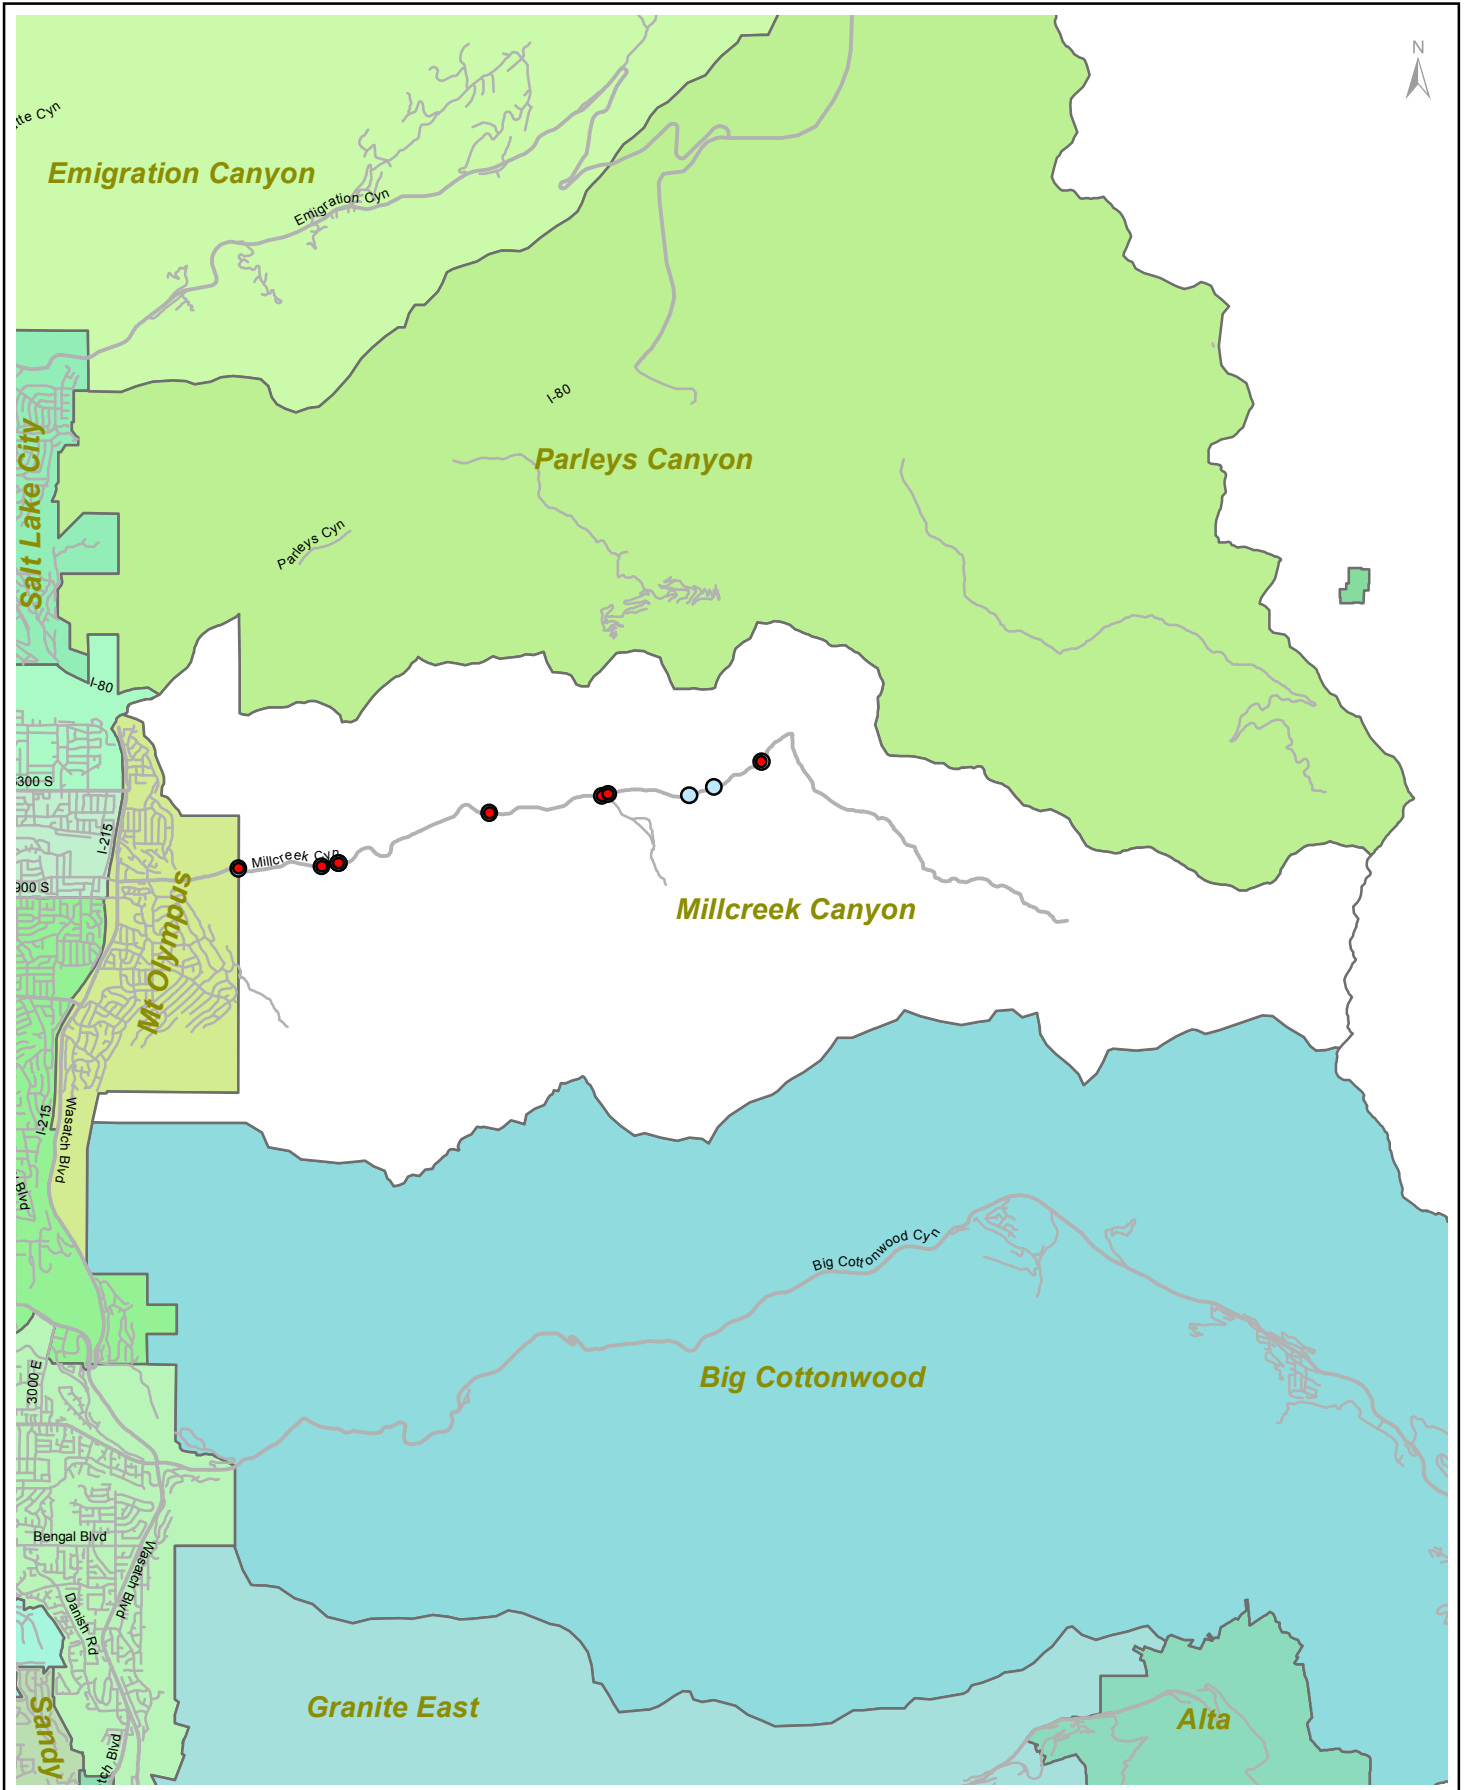 N
tte Cyn
Emigration Canyon
Emigration Cyn
I-80
Parleys Canyon
Salt Lake City
Parleys Cyn
I-80
300 S
I-215
Millcreek Cyn
900 S
Millcreek Canyon
Mt Olympus
I-215
Wasatch Blvd
Blvd
Big Cottonwood Cyn
Big Cottonwood
3000 E
Bengal Blvd
Wasatch Blvd
Danish Rd
Granite East
Alta
Sandy
tch Blvd